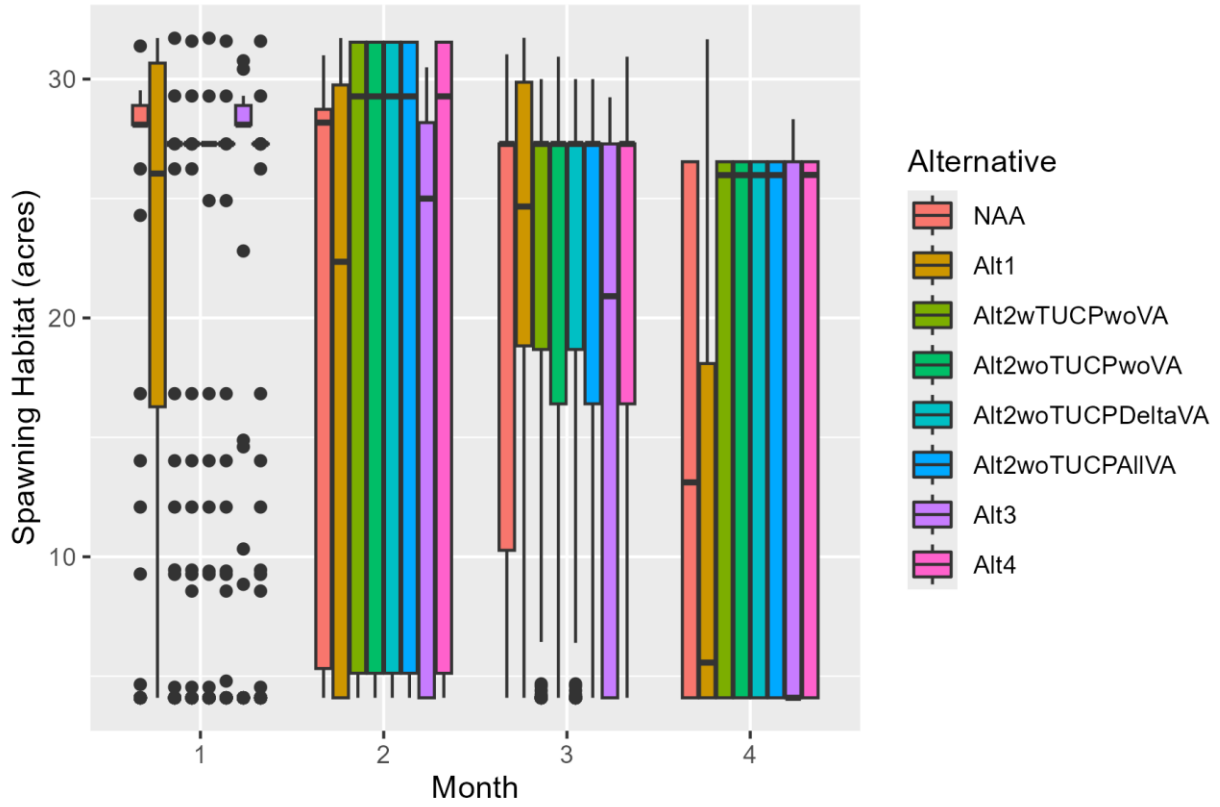 Spawning Habitat (acres)
30
20
10
1
2
3
4
Month
Alternative
NAA
Alt1
Alt2wTUCPwoVA
Alt2woTUCPwoVA
Alt2woTUCPDeltaVA
Alt2woTUCPAllVA
Alt3
Alt4